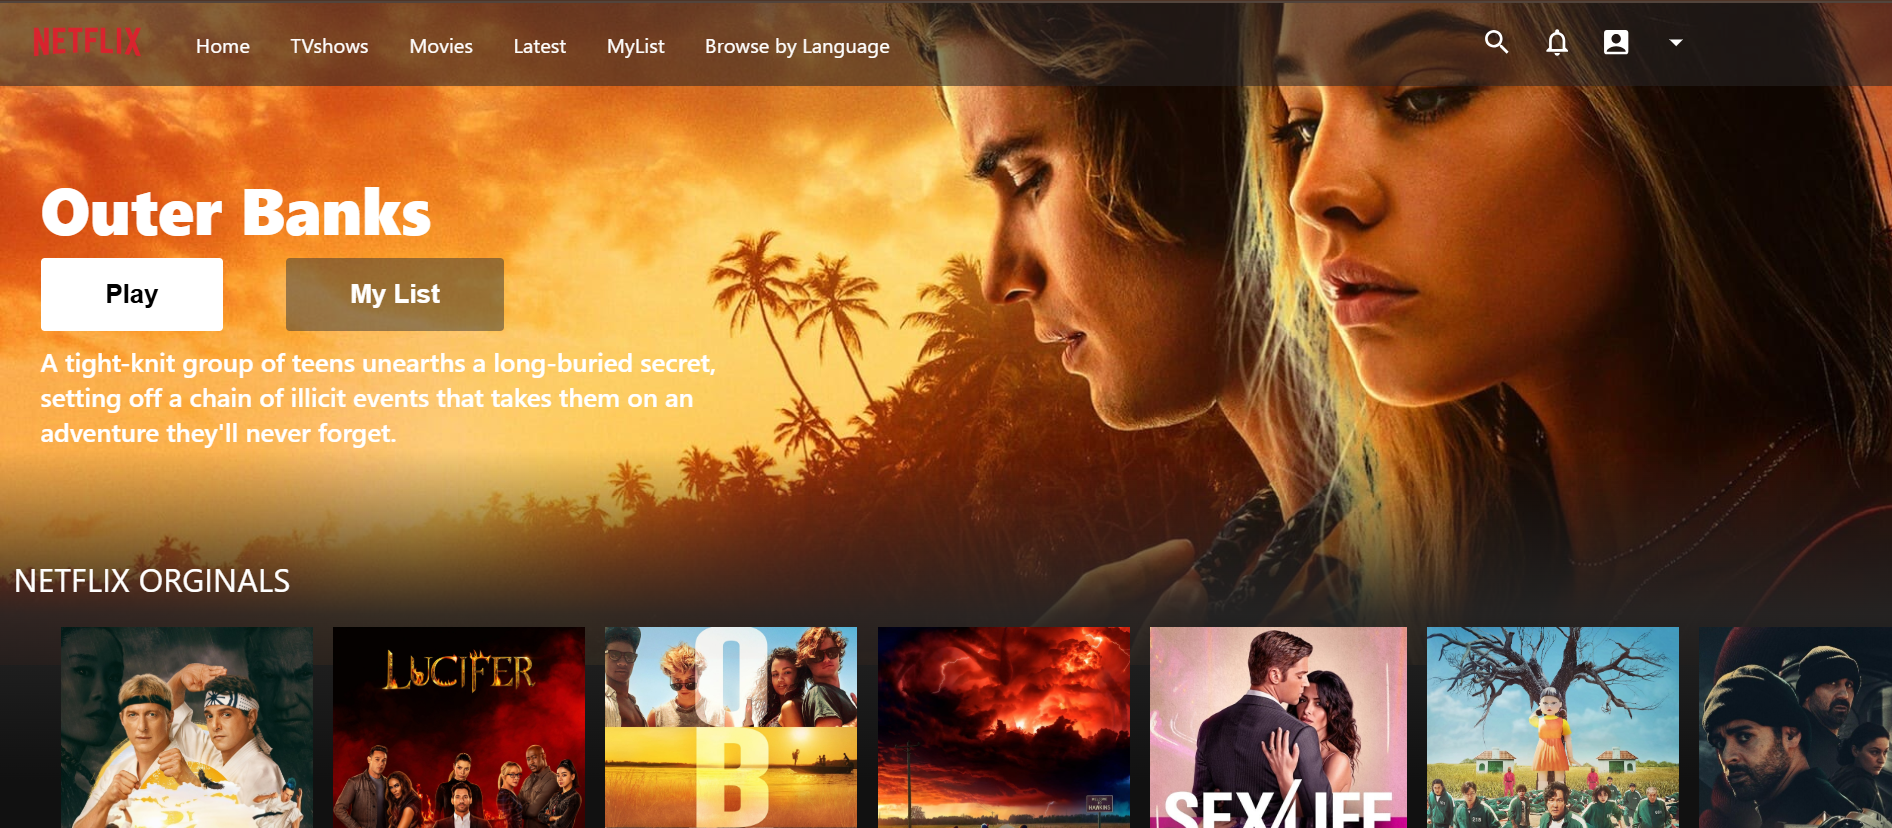 NETFLIX
Home TVshows Movies Latest MyList Browse by Language
Outer Banks
Play My List
A tight-knit group of teens unearths a long-buried secret,
setting off a chain of illicit events that takes them on an
adventure they'll never forget.
NETFLIX ORGINALS
LUCIFER
O
B
HAWKINS
SEX/LIFE